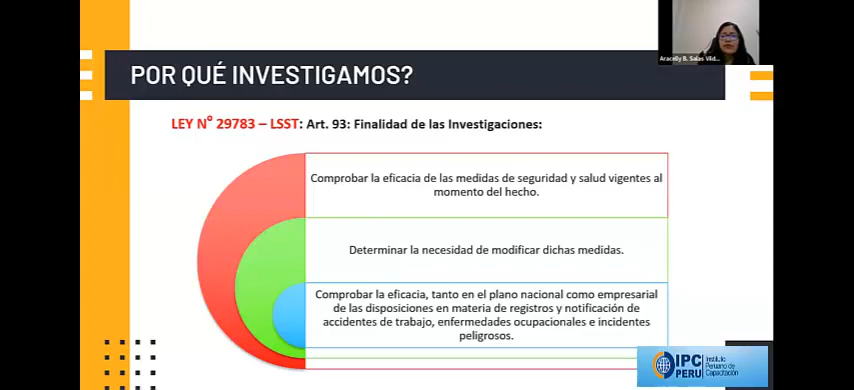 Aracelly B. Salas Vild...
POR QUÉ INVESTIGAMOS?
LEY N° 29783 – LSST: Art. 93: Finalidad de las Investigaciones:
Comprobar la eficacia de las medidas de seguridad y salud vigentes al
momento del hecho.
Determinar la necesidad de modificar dichas medidas.
Comprobar la eficacia, tanto en el plano nacional como empresarial
de las disposiciones en materia de registros y notificación de
accidentes de trabajo, enfermedades ocupacionales e incidentes
peligrosos.
IPC
PERU
Instituto
Peruano de
Capacitación